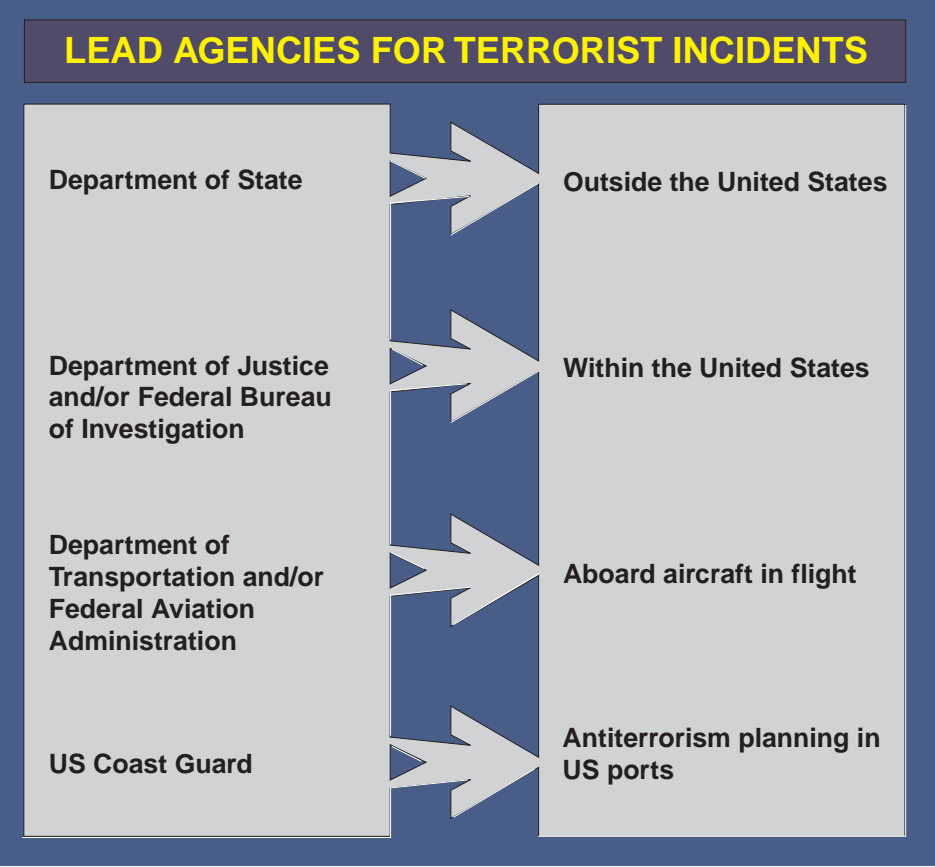 LEAD AGENCIES FOR TERRORIST INCIDENTS
Department of State
Outside the United States
Department of Justice
and/or Federal Bureau
of Investigation
Within the United States
Department of
Transportation and/or
Federal Aviation
Administration
Aboard aircraft in flight
US Coast Guard
Antiterrorism planning in
US ports